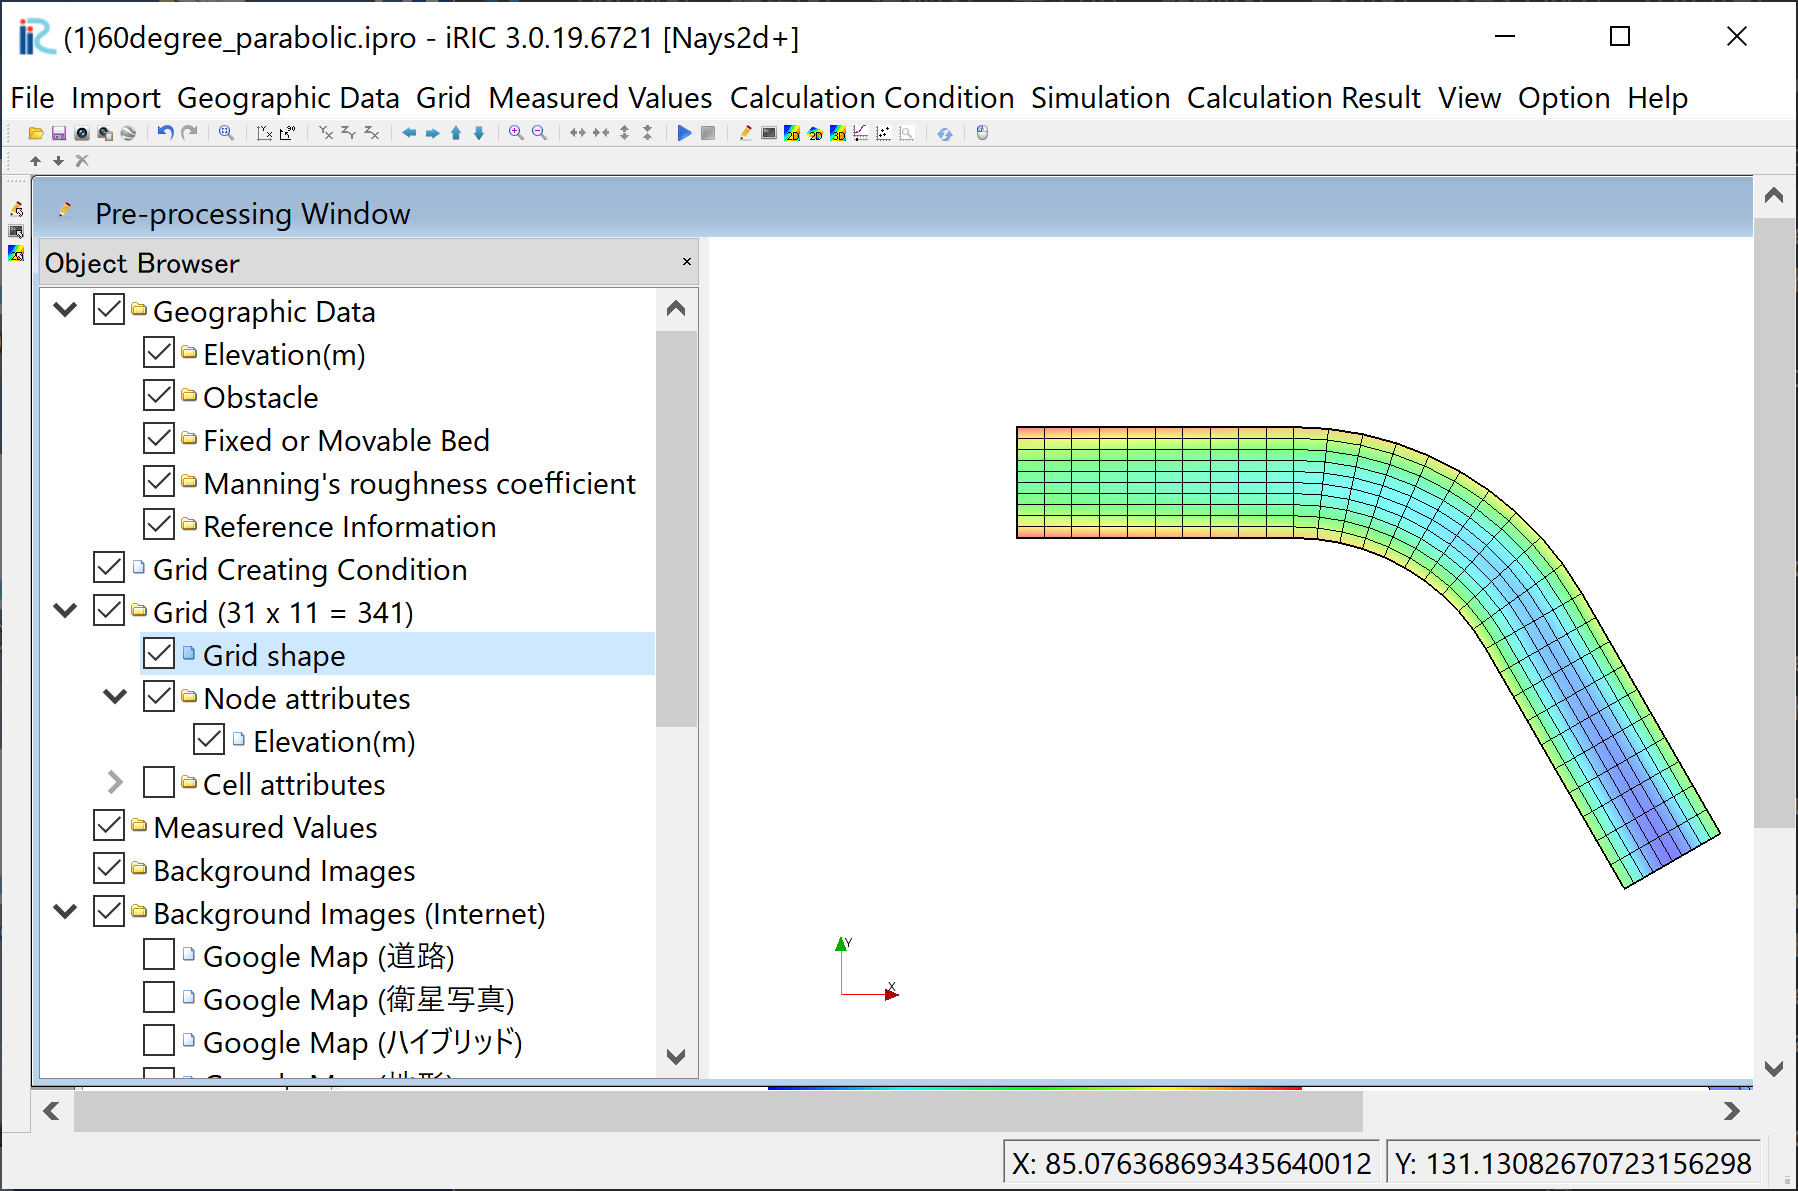 (1)60degree_parabolic.ipro - iRIC 3.0.19.6721 [Nays2d+]
File Import Geographic Data Grid Measured Values Calculation Condition Simulation Calculation Result View Option Help
Pre-processing Window
Object Browser
Geographic Data
Elevation(m)
Obstacle
Fixed or Movable Bed
Manning's roughness coefficient
Reference Information
Grid Creating Condition
Grid (31 x 11 = 341)
Grid shape
Node attributes
Elevation(m)
Cell attributes
Measured Values
Background Images
Background Images (Internet)
Google Map (道路)
Google Map (衛星写真)
Google Map (ハイブリッド)
Y
X
X: 85.076368693435640012
Y: 131.13082670723156298